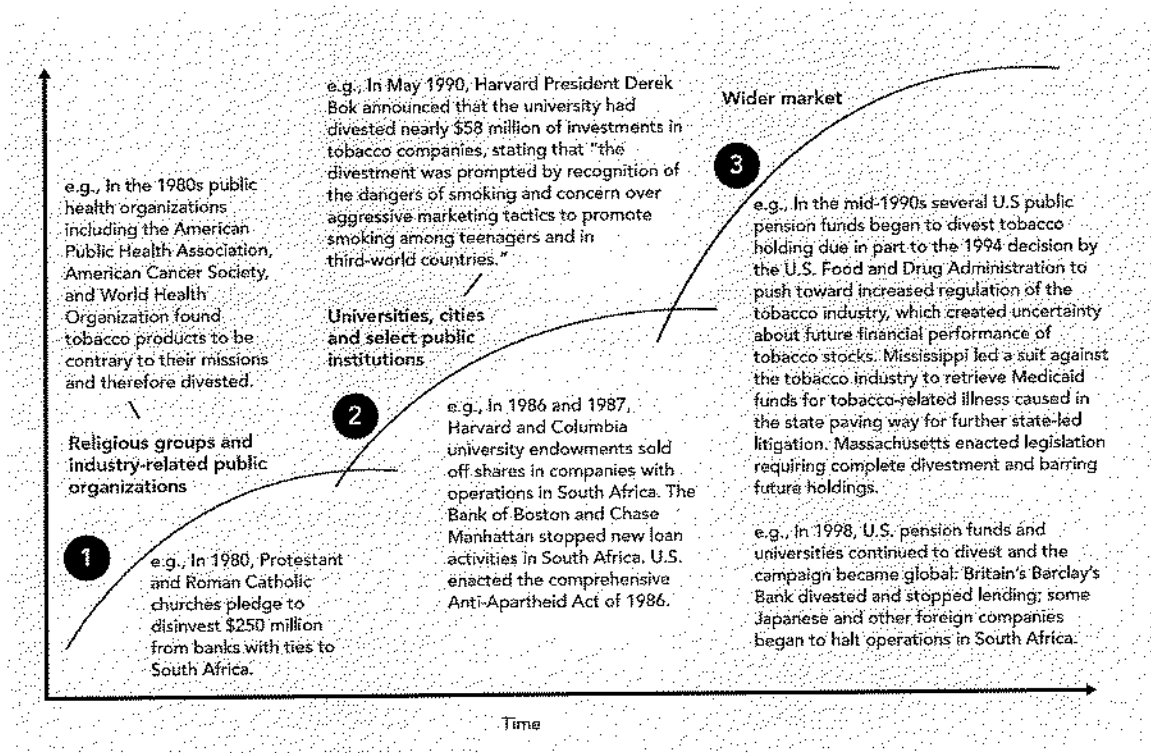 e.g., In the 1980s public
health organizations
including the American
Public Health Association,
American Cancer Society,
and World Health
Organization found
tobacco products to be
contrary to their missions
and therefore divested.
Religious groups and
industry-related public
organizations
1
e.g., In 1980, Protestant
and Roman Catholic
churches pledge to
disinvest $250 million
from banks with ties to
South Africa.
e.g., In May 1990, Harvard President Derek
Bok announced that the university had
divested nearly $58 million of investments in
tobacco companies, stating that "the
divestment was prompted by recognition of
the dangers of smoking and concern over
aggressive marketing tactics to promote
smoking among teenagers and in
third-world countries."
Universities, cities
and select public
institutions
2
e.g., In 1986 and 1987,
Harvard and Columbia
university endowments sold
off shares in companies with
operations in South Africa. The
Bank of Boston and Chase
Manhattan stopped new loan
activities in South Africa. U.S.
enacted the comprehensive
Anti-Apartheid Act of 1986.
Wider market
3
e.g., In the mid-1990s several U.S public
pension funds began to divest tobacco
holding due in part to the 1994 decision by
the U.S. Food and Drug Administration to
push toward increased regulation of the
tobacco industry, which created uncertainty
about future financial performance of
tobacco stocks. Mississippi led a suit against
the tobacco industry to retrieve Medicaid
funds for tobacco-related illness caused in
the state paving way for further state-led
litigation. Massachusetts enacted legislation
requiring complete divestment and barring
future holdings.
e.g., In 1998, U.S. pension funds and
universities continued to divest and the
campaign became global: Britain's Barclay's
Bank divested and stopped lending; some
Japanese and other foreign companies
began to halt operations in South Africa.
Time